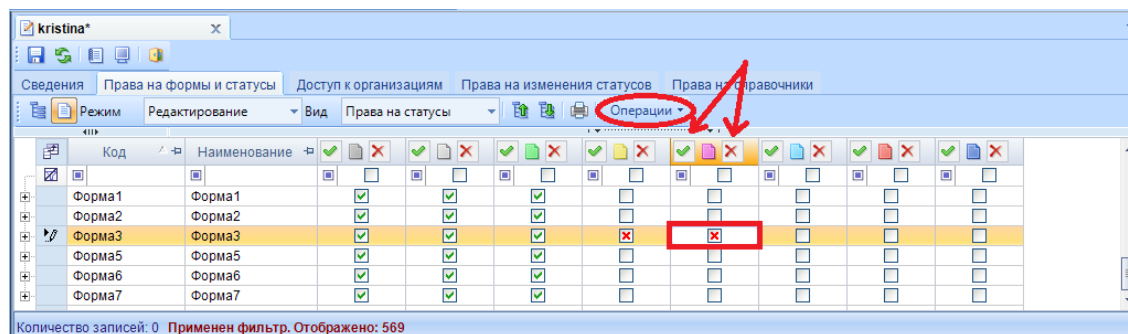 kristina*
Сведения Права на формы и статусы Доступ к организациям Права на изменения статусов Права на справочники
Режим Редактирование Вид Права на статусы Операции
Код Наименование
Форма1 Форма1
Форма2 Форма2
Форма3 Форма3
Форма5 Форма5
Форма6 Форма6
Форма7 Форма7
Количество записей: 0 Применен фильтр. Отображено: 569